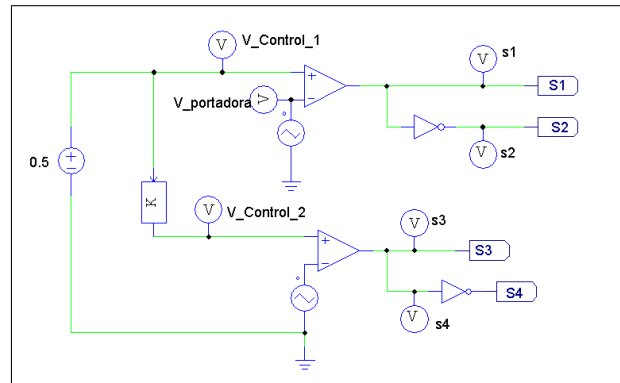 V_Control_1
V
s1
V
S1
V_portadora
V
S2
V
s2
0.5
K
V_Control_2
V
s3
V
S3
S4
V
s4